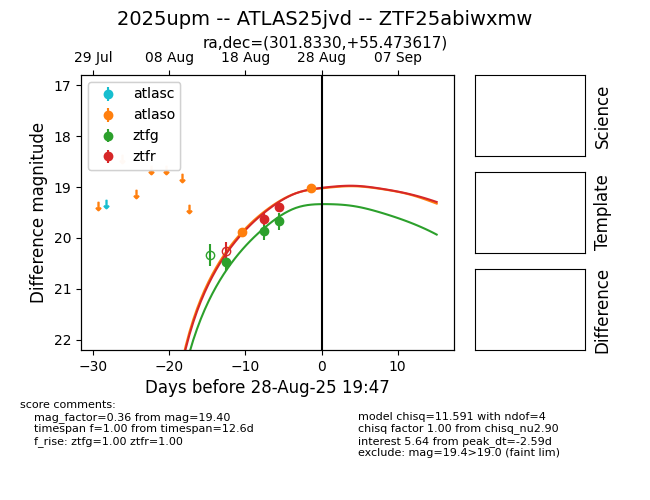 2025upm -- ATLAS25jvd -- ZTF25abiwxmw
ra,dec=(301.8330,+55.473617)
29 Jul 08 Aug 18 Aug 28 Aug 07 Sep
atlasc
atlaso
ztfg
ztfr
17
18
19
20
21
22
Difference magnitude
−30 −20 −10 0 10
Days before 28-Aug-25 19:47
Science
Template
Difference
score comments:
mag_factor=0.36 from mag=19.40
timespan f=1.00 from timespan=12.6d
f_rise: ztfg=1.00 ztfr=1.00
model chisq=11.591 with ndof=4
chisq factor 1.00 from chisq_nu2.90
interest 5.64 from peak_dt=-2.59d
exclude: mag=19.4>19.0 (faint lim)